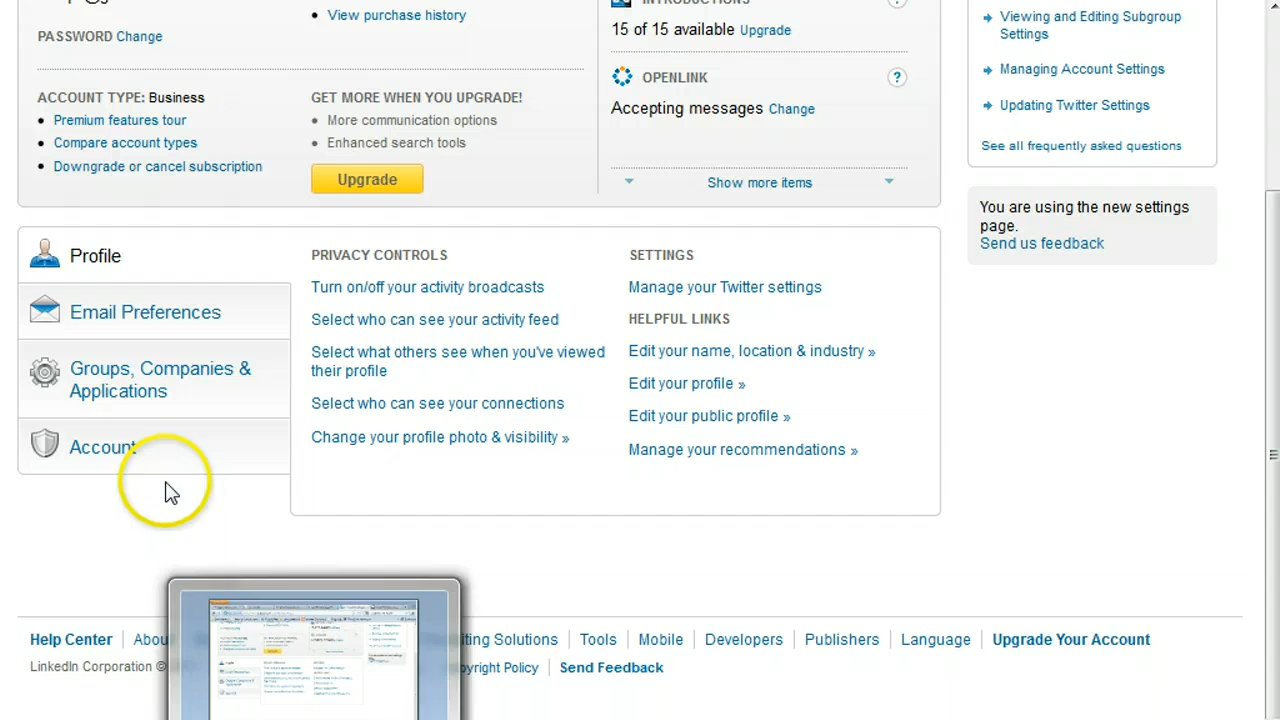 View purchase history
PASSWORD Change
ACCOUNT TYPE: Business
Premium features tour
Compare account types
Downgrade or cancel subscription
GET MORE WHEN YOU UPGRADE!
More communication options
Enhanced search tools
Upgrade
INTRODUCTIONS
15 of 15 available Upgrade
OPENLINK
?
Accepting messages Change
Show more items
Viewing and Editing Subgroup
Settings
Managing Account Settings
Updating Twitter Settings
See all frequently asked questions
You are using the new settings
page.
Send us feedback
Profile
Email Preferences
Groups, Companies &
Applications
Account
PRIVACY CONTROLS
Turn on/off your activity broadcasts
Select who can see your activity feed
Select what others see when you've viewed
their profile
Select who can see your connections
Change your profile photo & visibility »
SETTINGS
Manage your Twitter settings
HELPFUL LINKS
Edit your name, location & industry »
Edit your profile »
Edit your public profile »
Manage your recommendations »
Help Center Solutions Tools Mobile Developers Publishers Language Upgrade Your Account
LinkedIn Corporation © Policy Send Feedback